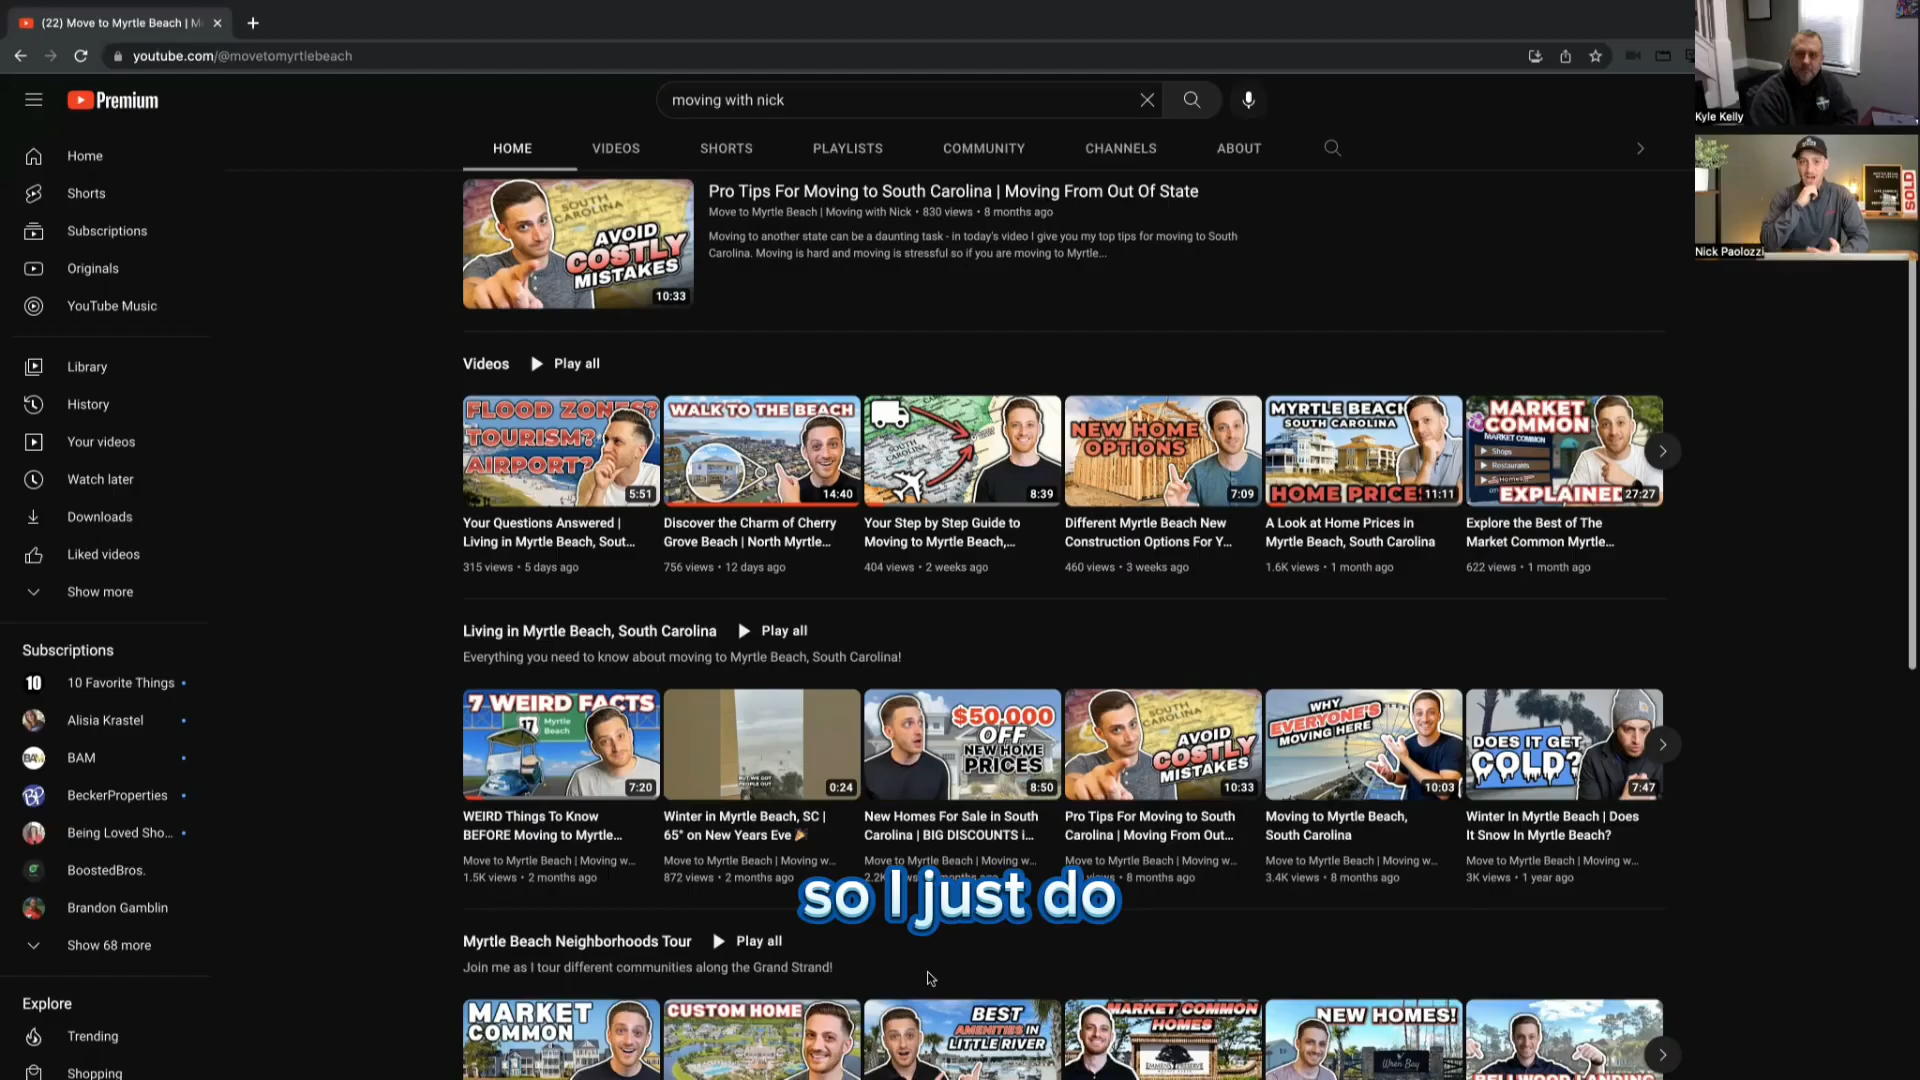 (22) Move to Myrtle Beach | M
youtube.com/@movetomyrtlebeach
Premium
moving with nick
HOME
VIDEOS
SHORTS
PLAYLISTS
COMMUNITY
CHANNELS
ABOUT
Kyle Kelly
SOLD
Nick Paolozzi
Home
Shorts
Subscriptions
Originals
YouTube Music
Library
History
Your videos
Watch later
Downloads
Liked videos
Show more
Subscriptions
10
10 Favorite Things
Alisia Krastel
BAM
BeckerProperties
Being Loved Sho...
BoostedBros.
Brandon Gamblin
Show 68 more
Explore
Trending
Shopping
SOUTH
CAROLINA
AVOID
COSTLY
MISTAKES
10:33
Pro Tips For Moving to South Carolina | Moving From Out Of State
Move to Myrtle Beach | Moving with Nick • 830 views • 8 months ago
Moving to another state can be a daunting task - in today's video I give you my top tips for moving to South
Carolina. Moving is hard and moving is stressful so if you are moving to Myrtle...
Videos
Play all
FLOOD ZONES?
TOURISM?
AIRPORT?
5:51
Your Questions Answered |
Living in Myrtle Beach, Sout...
315 views • 5 days ago
WALK TO THE BEACH
14:40
Discover the Charm of Cherry
Grove Beach | North Myrtle...
756 views • 12 days ago
8:39
Your Step by Step Guide to
Moving to Myrtle Beach,...
404 views • 2 weeks ago
NEW HOME
OPTIONS
7:09
Different Myrtle Beach New
Construction Options For Y...
460 views • 3 weeks ago
MYRTLE BEACH
SOUTH CAROLINA
HOME PRICE
11:11
A Look at Home Prices in
Myrtle Beach, South Carolina
1.6K views • 1 month ago
MARKET
COMMON
MARKET COMMON
Shops
Restaurants
Homes
EXPLAINED
27:27
Explore the Best of The
Market Common Myrtle...
622 views • 1 month ago
Living in Myrtle Beach, South Carolina
Play all
Everything you need to know about moving to Myrtle Beach, South Carolina!
7 WEIRD FACTS
17
Myrtle
Beach
7:20
WEIRD Things To Know
BEFORE Moving to Myrtle...
Move to Myrtle Beach | Moving w...
1.5K views • 2 months ago
0:24
Winter in Myrtle Beach, SC |
65° on New Years Eve 🎉
Move to Myrtle Beach | Moving w...
872 views • 2 months ago
$50,000
OFF
NEW HOME
PRICES
8:50
New Homes For Sale in South
Carolina | BIG DISCOUNTS i...
Move to Myrtle Beach | Moving w...
SOUTH
CAROLINA
AVOID
COSTLY
MISTAKES
10:33
Pro Tips For Moving to South
Carolina | Moving From Out...
Move to Myrtle Beach | Moving w...
views • 8 months ago
WHY
EVERYONE'S
MOVING HERE
10:03
Moving to Myrtle Beach,
South Carolina
Move to Myrtle Beach | Moving w...
3.4K views • 8 months ago
DOES IT GET
COLD?
7:47
Winter In Myrtle Beach | Does
It Snow In Myrtle Beach?
Move to Myrtle Beach | Moving w...
3K views • 1 year ago
so I just do
Myrtle Beach Neighborhoods Tour
Play all
Join me as I tour different communities along the Grand Strand!
MARKET
COMMON
CUSTOM HOME
BEST
AMENITIES IN
LITTLE RIVER
MARKET COMMON
HOMES
NEW HOMES!
Wren Bay
BELLWOOD LANDING